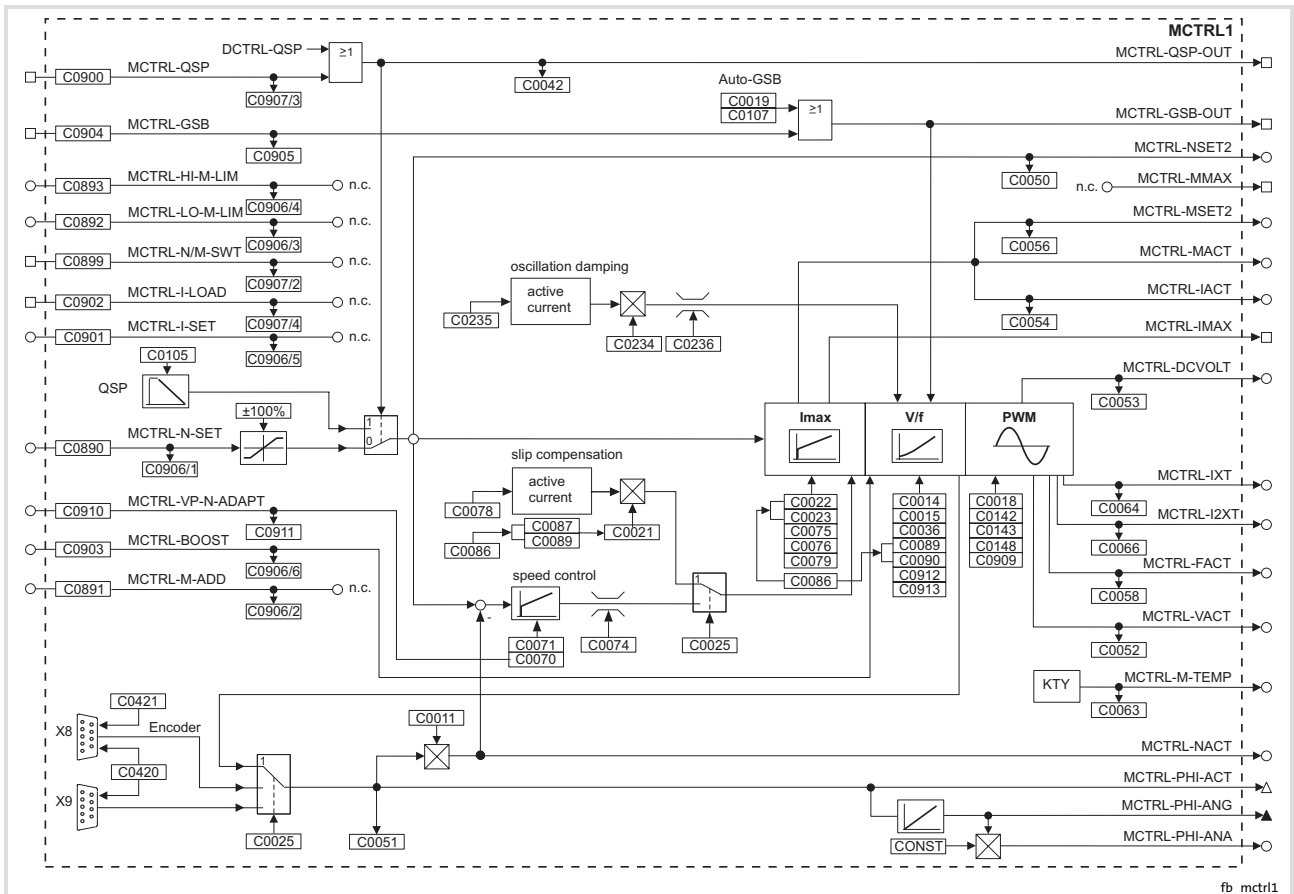 MCTRL1
DCTRL-QSP
≥1
MCTRL-QSP-OUT
C0900
MCTRL-QSP
C0907/3
C0042
Auto-GSB
C0019
C0107
≥1
MCTRL-GSB-OUT
C0904
MCTRL-GSB
C0905
MCTRL-NSET2
C0050
C0893
MCTRL-HI-M-LIM
n.c.
C0906/4
n.c.
MCTRL-MMAX
C0892
MCTRL-LO-M-LIM
n.c.
C0906/3
MCTRL-MSET2
C0056
C0899
MCTRL-N/M-SWT
n.c.
C0907/2
MCTRL-MACT
C0902
MCTRL-I-LOAD
n.c.
C0907/4
MCTRL-IACT
C0054
C0901
MCTRL-I-SET
n.c.
C0906/5
MCTRL-IMAX
oscillation damping
active
current
C0235
C0234
C0236
C0105
QSP
MCTRL-DCVOLT
C0053
±100%
1
0
C0890
MCTRL-N-SET
C0906/1
Imax
V/f
PWM
slip compensation
active
current
C0078
C0087
C0089
C0086
C0021
C0022
C0023
C0075
C0076
C0079
C0086
C0014
C0015
C0036
C0089
C0090
C0912
C0913
C0018
C0142
C0143
C0148
C0909
MCTRL-IXT
C0064
MCTRL-I2XT
C0066
C0910
MCTRL-VP-N-ADAPT
C0911
C0903
MCTRL-BOOST
C0906/6
MCTRL-FACT
C0058
C0891
MCTRL-M-ADD
n.c.
C0906/2
speed control
-
C0071
C0070
C0074
1
C0025
MCTRL-VACT
C0052
KTY
MCTRL-M-TEMP
C0063
C0421
X8
Encoder
C0420
X9
1
C0025
C0011
C0051
MCTRL-NACT
MCTRL-PHI-ACT
MCTRL-PHI-ANG
CONST
MCTRL-PHI-ANA
fb_mctrl1